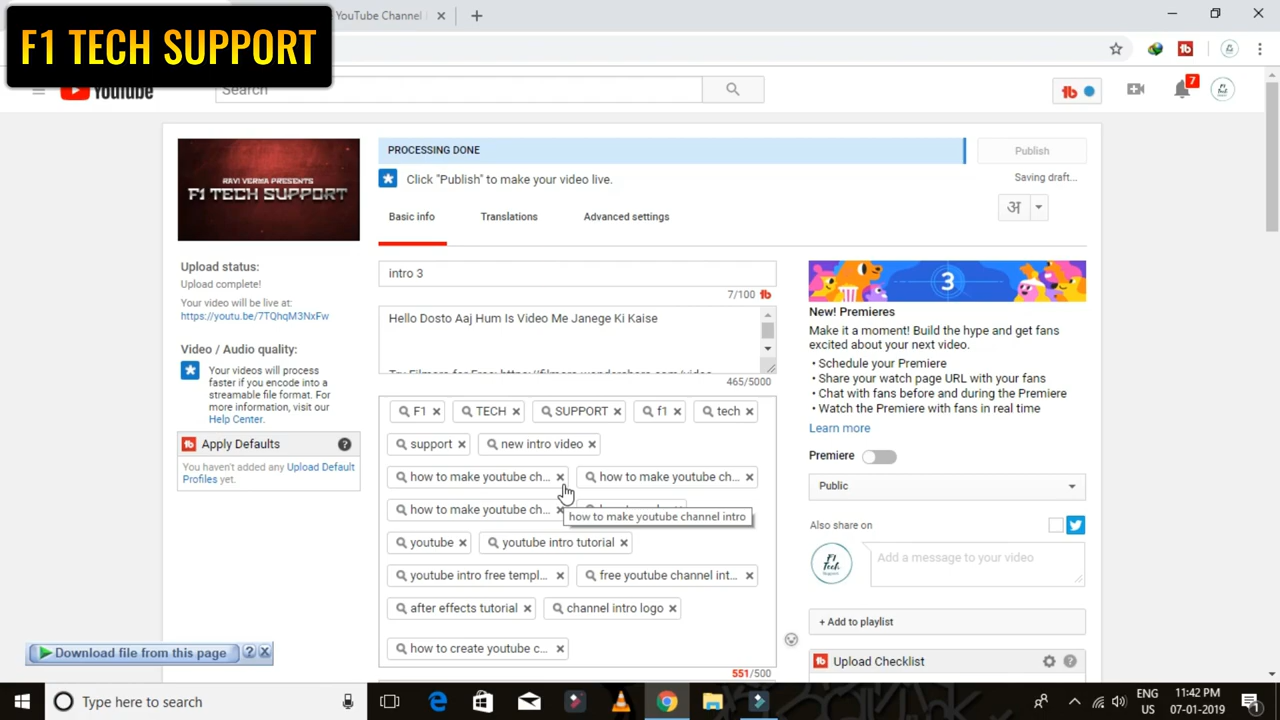 YouTube Channel
F1 TECH SUPPORT
YouTube
Search
7
RAVI VERMA PRESENTS
F1 TECH SUPPORT
PROCESSING DONE
Publish
Click "Publish" to make your video live.
Saving draft...
अ
Basic info
Translations
Advanced settings
Upload status:
Upload complete!
Your video will be live at:
https://youtu.be/7TQhqM3NxFw
Video / Audio quality:
Your videos will process
faster if you encode into a
streamable file format. For
more information, visit our
Help Center.
Apply Defaults
You haven't added any Upload Default
Profiles yet.
intro 3
7/100
Hello Dosto Aaj Hum Is Video Me Janege Ki Kaise
465/5000
F1 TECH SUPPORT f1 tech
support new intro video
how to make youtube ch... how to make youtube ch...
how to make youtube ch...
how to make youtube channel intro
youtube youtube intro tutorial
youtube intro free templ... free youtube channel int...
after effects tutorial channel intro logo
how to create youtube c...
551/500
3
New! Premieres
Make it a moment! Build the hype and get fans
excited about your next video.
• Schedule your Premiere
• Share your watch page URL with your fans
• Chat with fans before and during the Premiere
• Watch the Premiere with fans in real time
Learn more
Premiere
Public
Also share on
F1
Tech
Add a message to your video
+ Add to playlist
Upload Checklist
Download file from this page
Type here to search
ENG
US
11:42 PM
07-01-2019
1